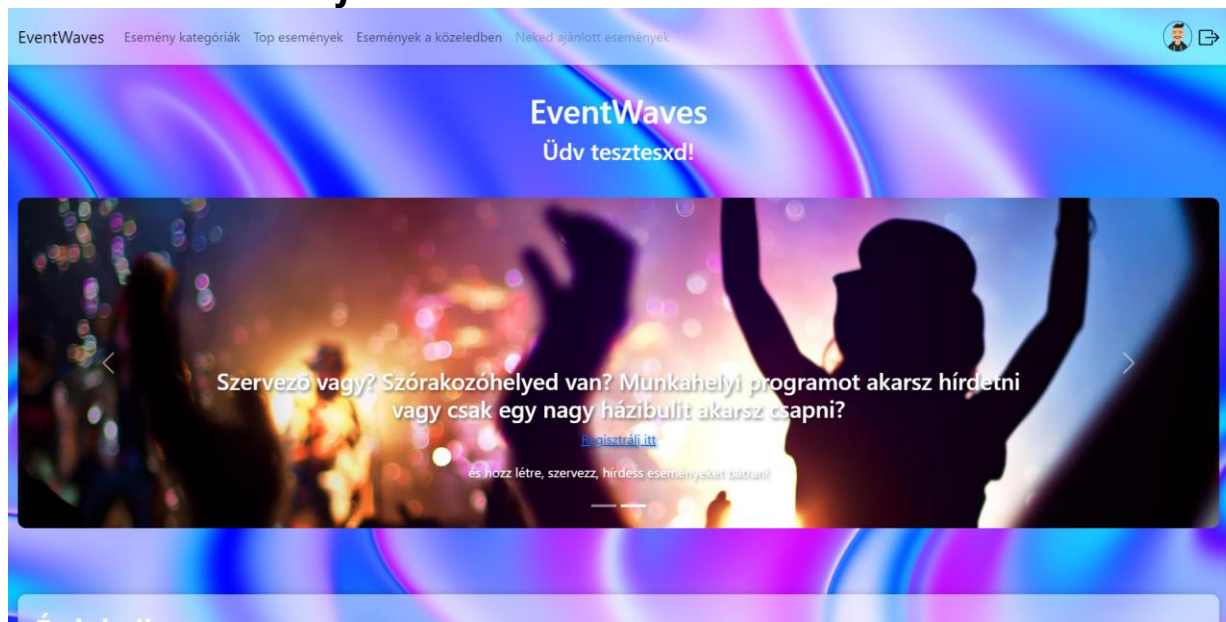 EventWaves Esemény kategóriák Top események Események a közeledben Neked ajánlott események
EventWaves
Üdv tesztesxd!
Szervező vagy? Szórakozóhelyed van? Munkahelyi programot akarsz hírdetni
vagy csak egy nagy házibulit akarsz csapni?
Regisztrálj itt
és hozz létre, szervezz, hírdess eseményeket bátran!